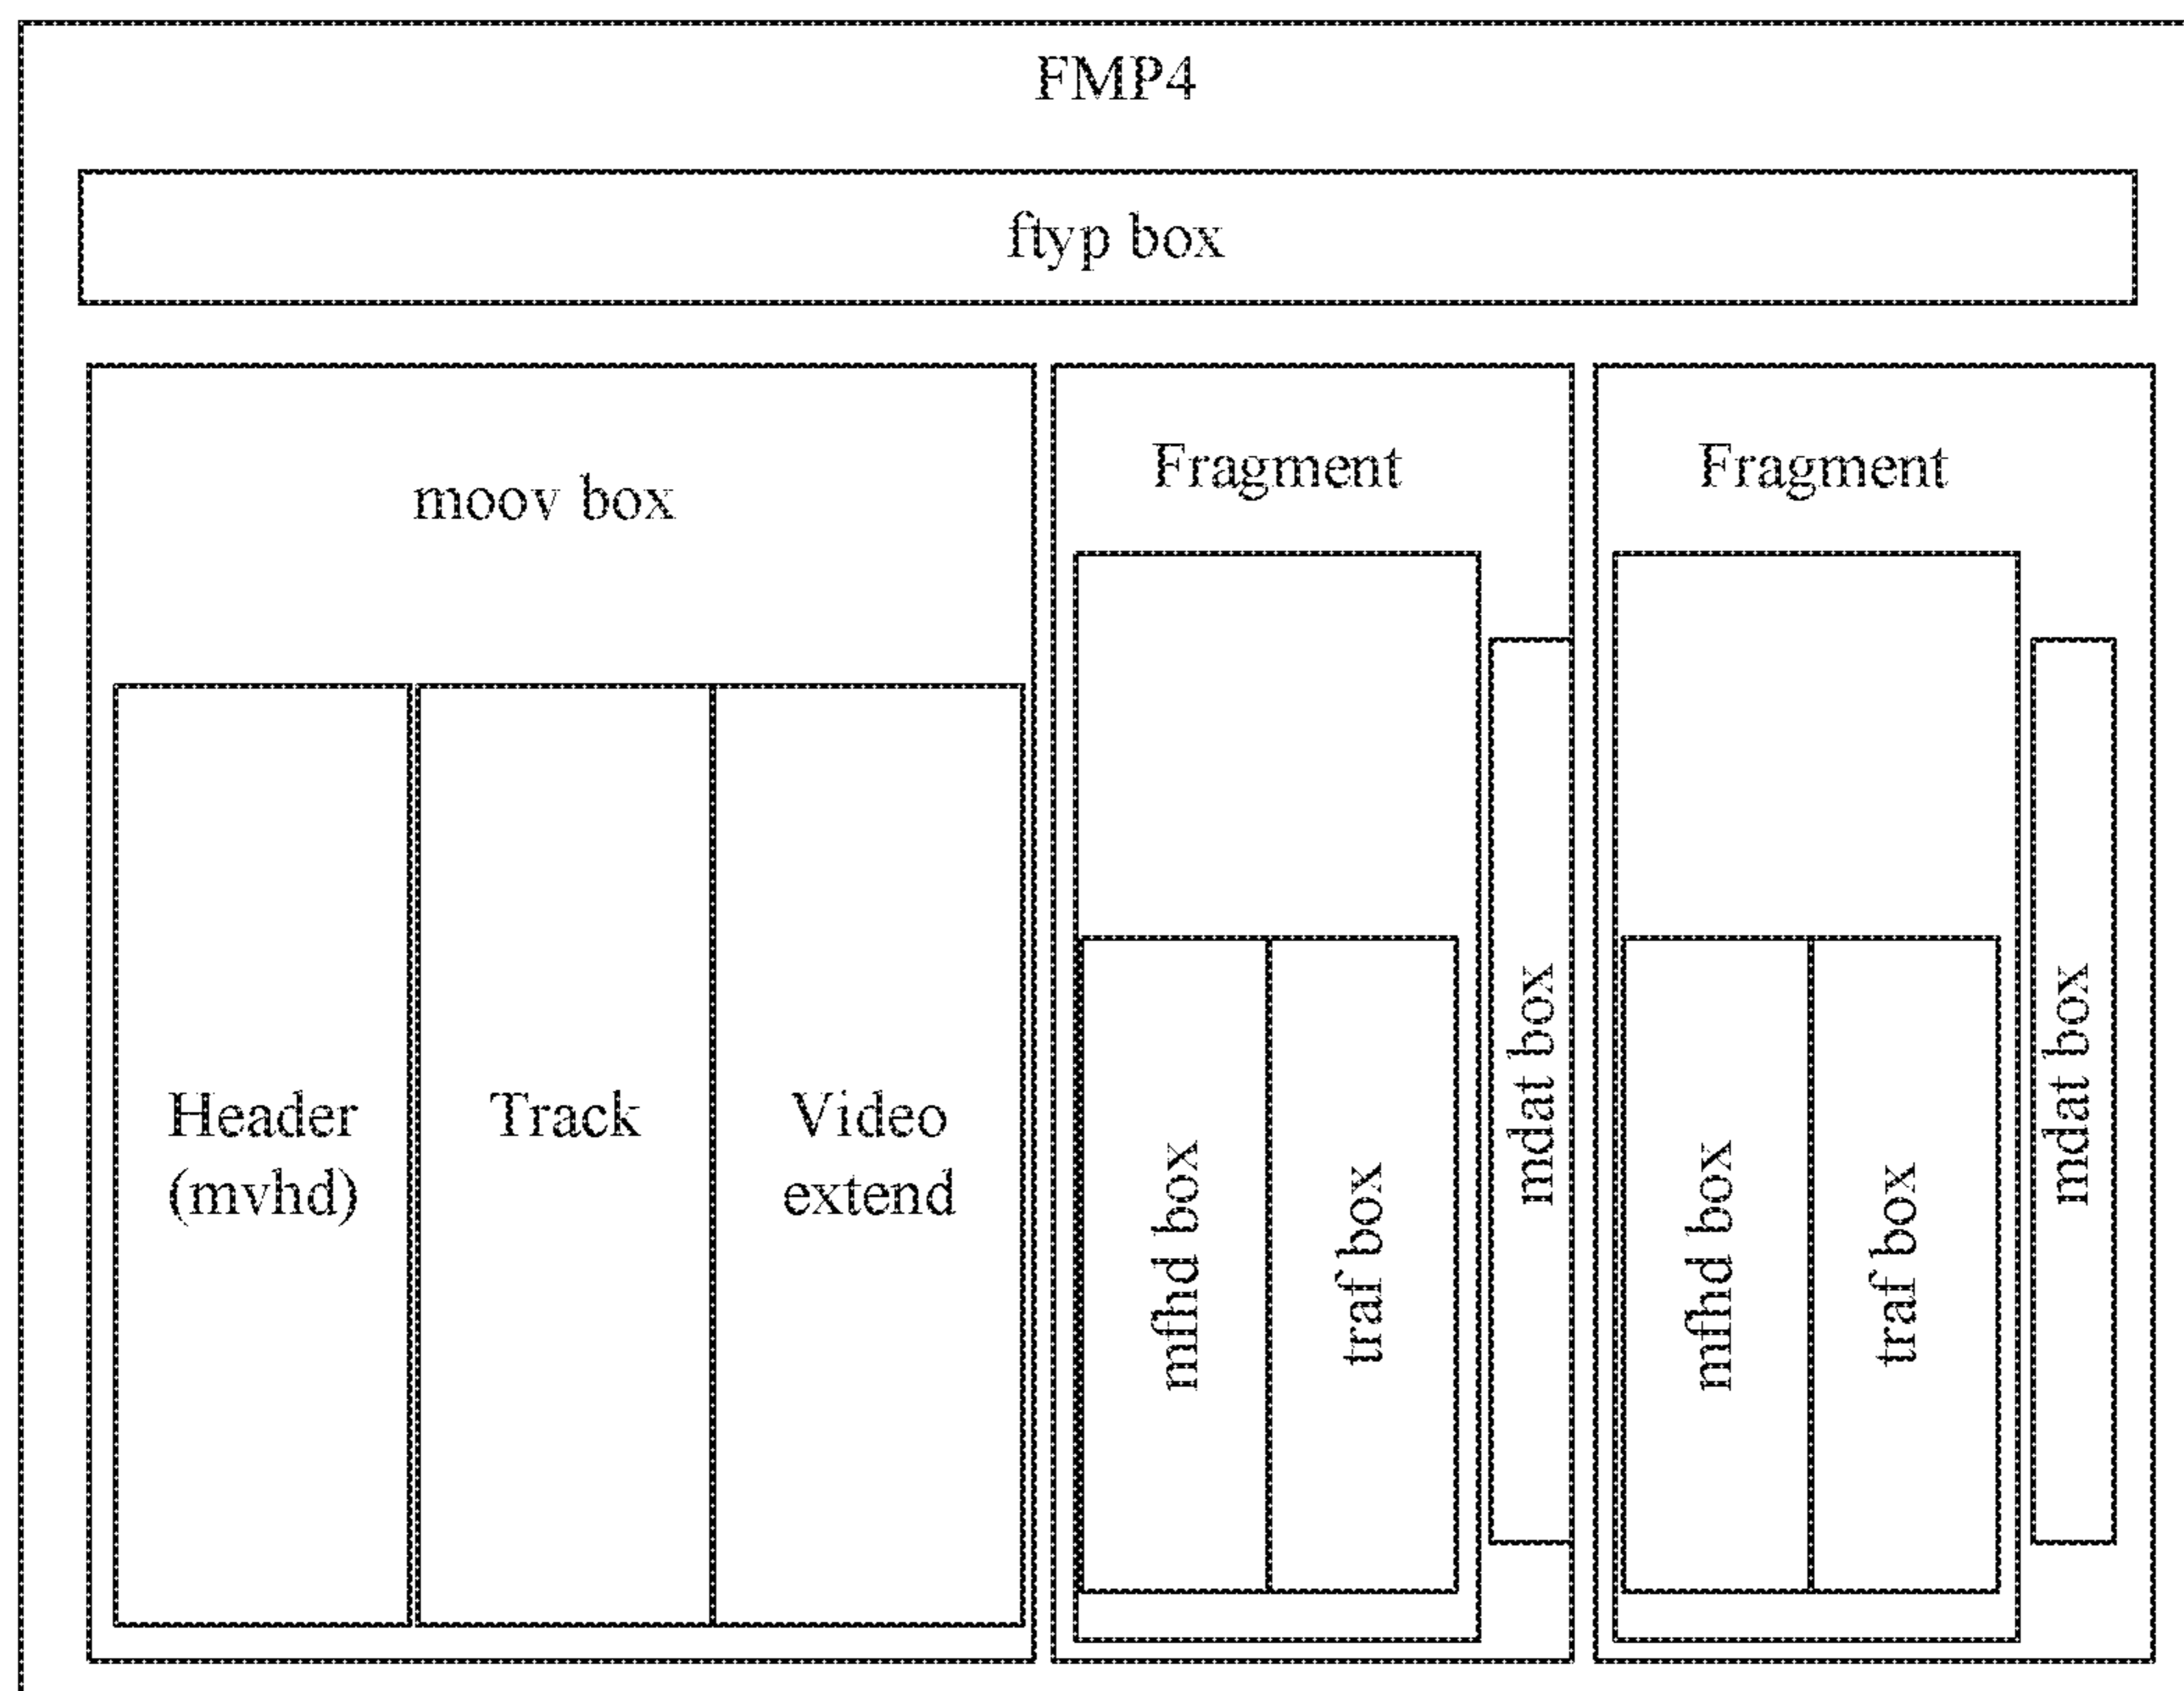 FMP4
ftyp box
moov box
Header
(mvhd)
Track
Video
extend
Fragment
mfhd box
traf box
mdat box
Fragment
mfhd box
traf box
mdat box